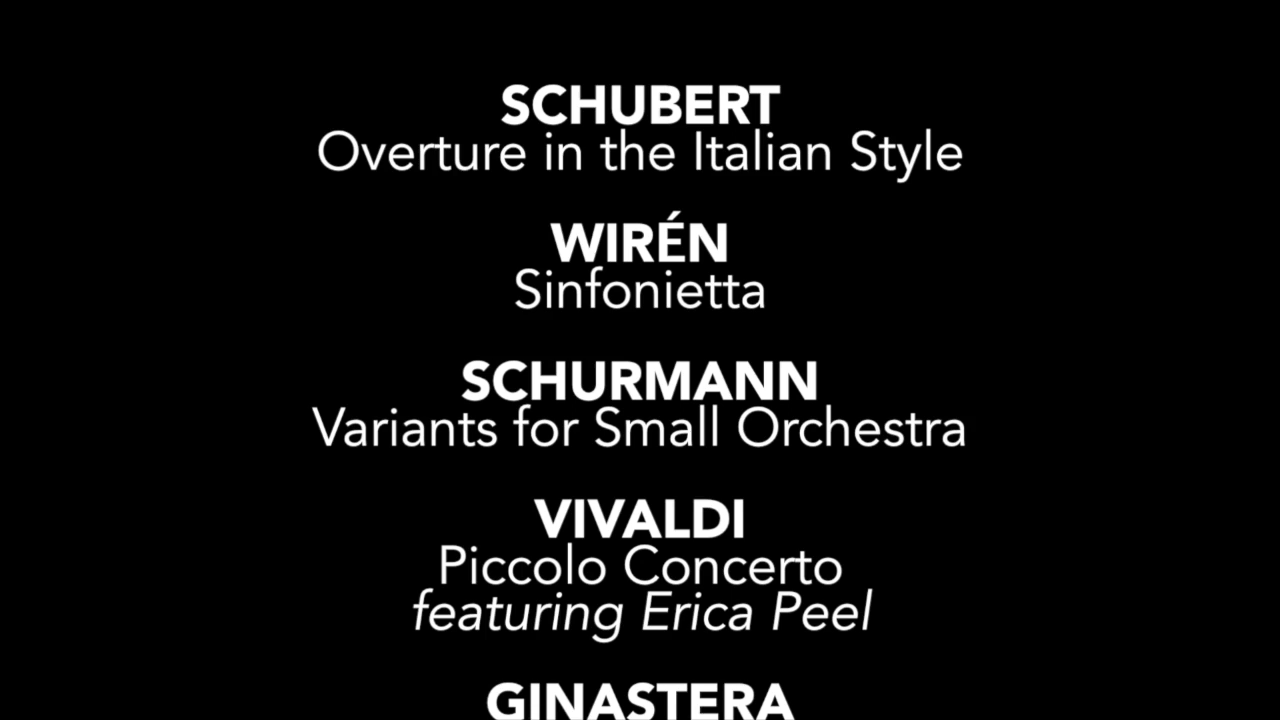 SCHUBERT
Overture in the Italian Style
WIRÉN
Sinfonietta
SCHURMANN
Variants for Small Orchestra
VIVALDI
Piccolo Concerto
featuring Erica Peel
GINASTERA